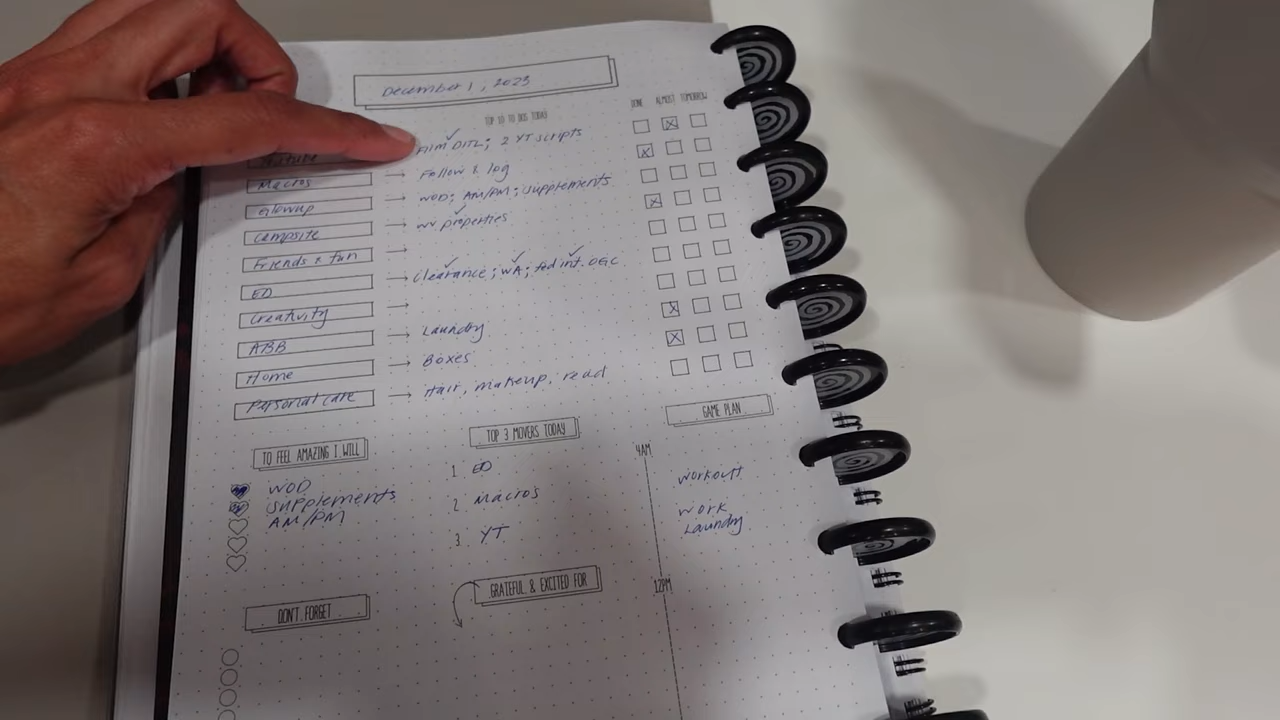 December 1, 2023
TOP 10 TO DOS TODAY
DONE ALMOST TOMORROW
YouTube Film DITL; 2 YT scripts
Macros Follow & log
Glowup WOD; AM/PM; supplements
Campsite WV properties
Friends & fun
ED Clearance; WA; Ad int. OGC
Creativity
ABB Laundry
Home Boxes
Personal care Hair, makeup, read
TO FEEL AMAZING I WILL
WOD
supplements
AM/PM
TOP 3 MOVERS TODAY
1. ED
2. Macros
3. YT
GAME PLAN
4AM
workout
work
Laundry
12PM
DON'T FORGET
GRATEFUL & EXCITED FOR